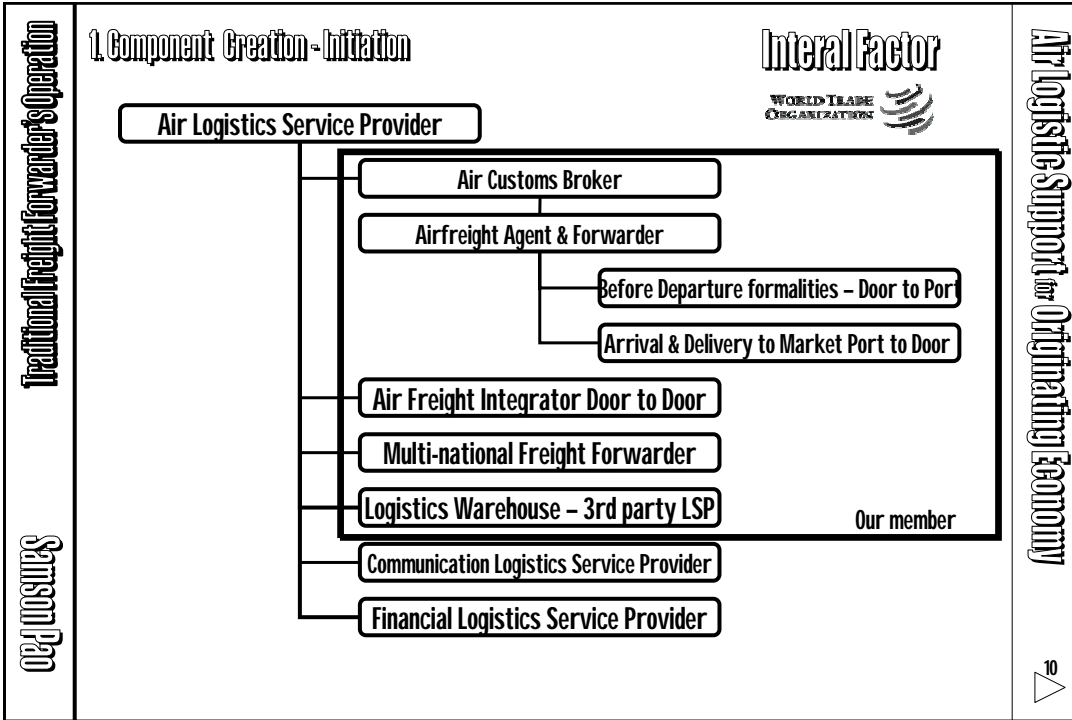 Traditional Freight Forwarder's Operation
Samson Pao
1. Component Creation - Initiation
Interal Factor
WORLD TRADE
ORGANIZATION
Air Logistics Service Provider
Air Customs Broker
Airfreight Agent & Forwarder
Before Departure formalities – Door to Port
Arrival & Delivery to Market Port to Door
Air Freight Integrator Door to Door
Multi-national Freight Forwarder
Logistics Warehouse – 3rd party LSP
Our member
Communication Logistics Service Provider
Financial Logistics Service Provider
Air Logistic Support for Originating Economy
10